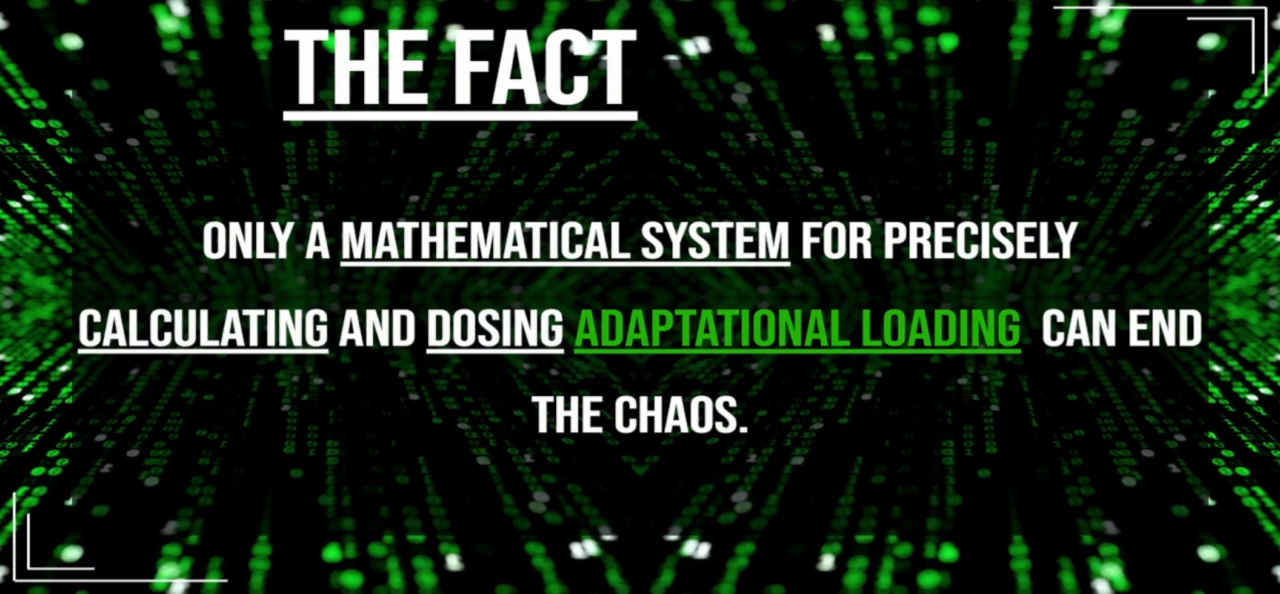 THE FACT
ONLY A MATHEMATICAL SYSTEM FOR PRECISELY
CALCULATING AND DOSING ADAPTATIONAL LOADING CAN END
THE CHAOS.